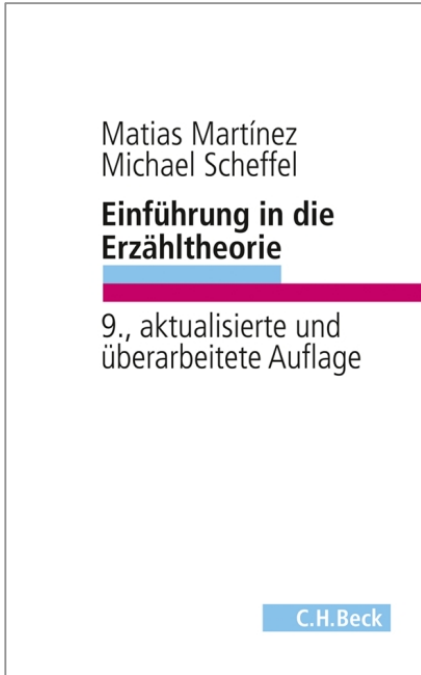 Matias Martínez
Michael Scheffel
Einführung in die
Erzähltheorie
9., aktualisierte und
überarbeitete Auflage
C.H.Beck